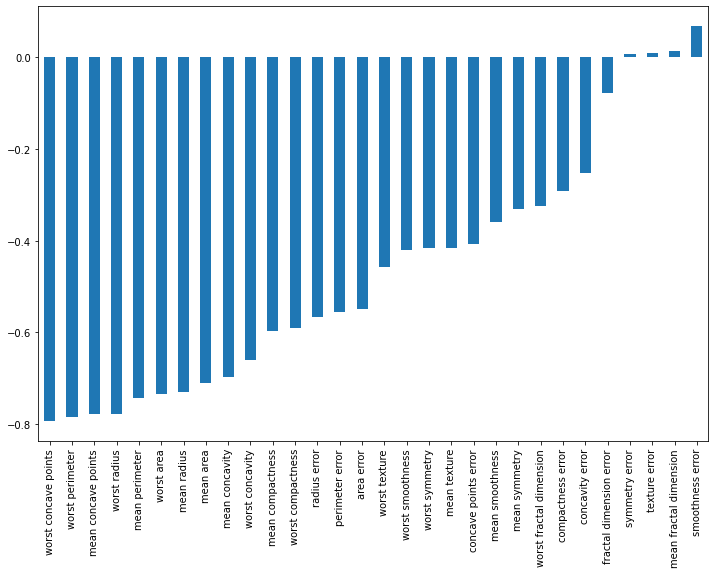 0.0
−0.2
−0.4
−0.6
−0.8
worst concave points
worst perimeter
mean concave points
worst radius
mean perimeter
worst area
mean radius
mean area
mean concavity
worst concavity
mean compactness
worst compactness
radius error
perimeter error
area error
worst texture
worst smoothness
worst symmetry
mean texture
concave points error
mean smoothness
mean symmetry
worst fractal dimension
compactness error
concavity error
fractal dimension error
symmetry error
texture error
mean fractal dimension
smoothness error